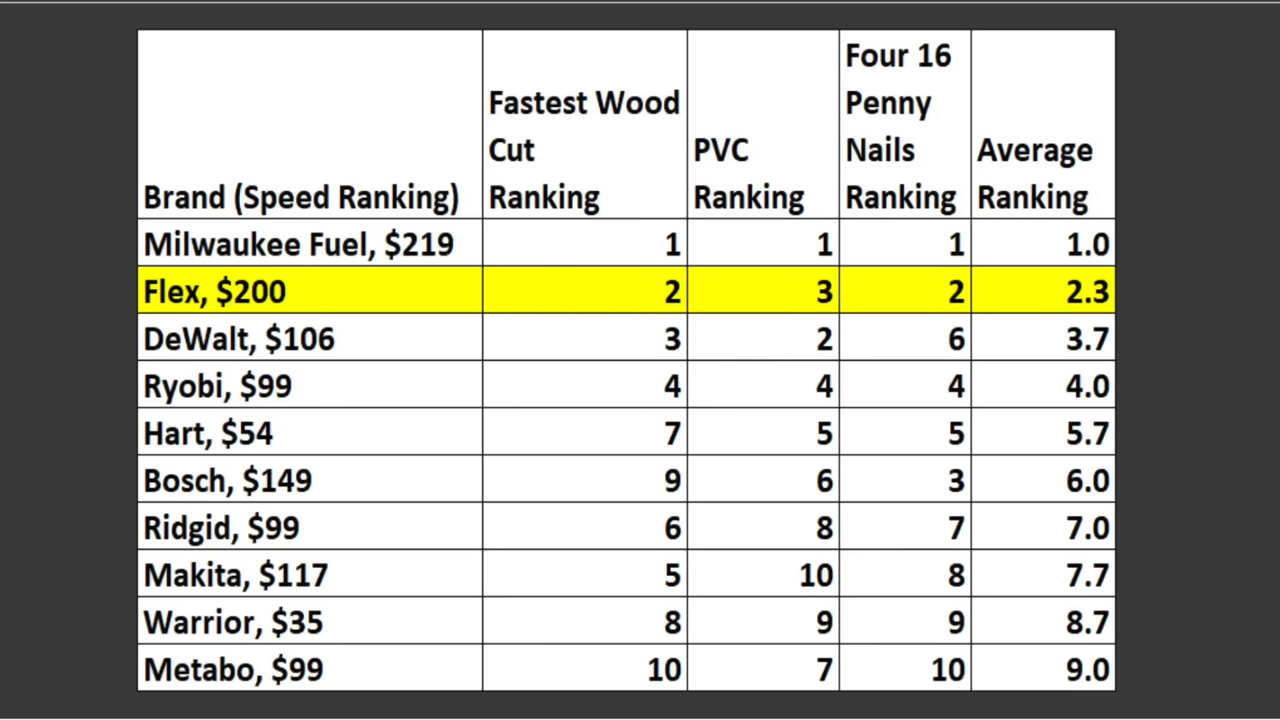 Brand (Speed Ranking) Fastest Wood Cut Ranking PVC Ranking Four 16 Penny Nails Ranking Average Ranking
Milwaukee Fuel, $219 1 1 1 1.0
Flex, $200 2 3 2 2.3
DeWalt, $106 3 2 6 3.7
Ryobi, $99 4 4 4 4.0
Hart, $54 7 5 5 5.7
Bosch, $149 9 6 3 6.0
Ridgid, $99 6 8 7 7.0
Makita, $117 5 10 8 7.7
Warrior, $35 8 9 9 8.7
Metabo, $99 10 7 10 9.0